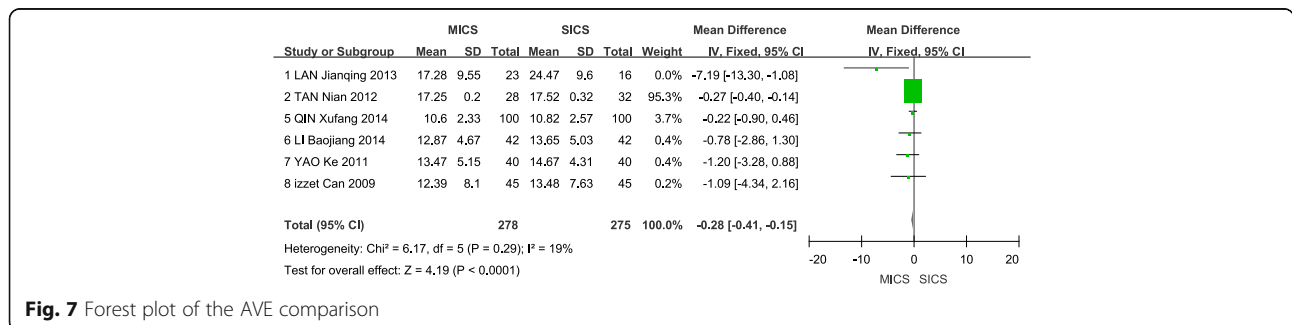 MICS SICS Mean Difference Mean Difference
Study or Subgroup Mean SD Total Mean SD Total Weight IV, Fixed, 95% CI IV, Fixed, 95% CI
1 LAN Jianqing 2013 17.28 9.55 23 24.47 9.6 16 0.0% -7.19 [-13.30, -1.08]
2 TAN Nian 2012 17.25 0.2 28 17.52 0.32 32 95.3% -0.27 [-0.40, -0.14]
5 QIN Xufang 2014 10.6 2.33 100 10.82 2.57 100 3.7% -0.22 [-0.90, 0.46]
6 LI Baojiang 2014 12.87 4.67 42 13.65 5.03 42 0.4% -0.78 [-2.86, 1.30]
7 YAO Ke 2011 13.47 5.15 40 14.67 4.31 40 0.4% -1.20 [-3.28, 0.88]
8 izzet Can 2009 12.39 8.1 45 13.48 7.63 45 0.2% -1.09 [-4.34, 2.16]
Total (95% CI) 278 275 100.0% -0.28 [-0.41, -0.15]
Heterogeneity: Chi² = 6.17, df = 5 (P = 0.29); I² = 19%
Test for overall effect: Z = 4.19 (P < 0.0001)
-20 -10 0 10 20
MICS SICS
Fig. 7 Forest plot of the AVE comparison